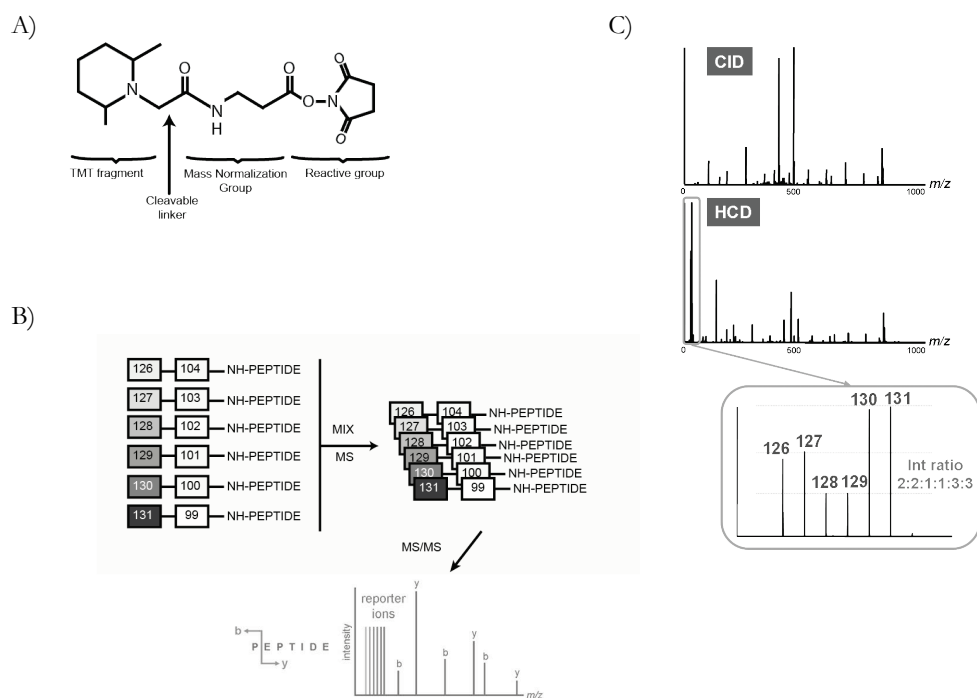 A)
N
O
N
H
O
O
N
O
O
TMT fragment
Mass Normalization
Group
Reactive group
Cleavable
linker
B)
126 104 NH-PEPTIDE
127 103 NH-PEPTIDE
128 102 NH-PEPTIDE
129 101 NH-PEPTIDE
130 100 NH-PEPTIDE
131 99 NH-PEPTIDE
MIX
MS
126 104 NH-PEPTIDE
127 103 NH-PEPTIDE
128 102 NH-PEPTIDE
129 101 NH-PEPTIDE
130 100 NH-PEPTIDE
131 99 NH-PEPTIDE
MS/MS
b
P E P T I D E
y
intensity
reporter
ions
b
y
b
y
b
y
m/z
C)
CID
0 500 1000 m/z
HCD
0 500 1000 m/z
126
127
128
129
130
131
Int ratio
2:2:1:1:3:3